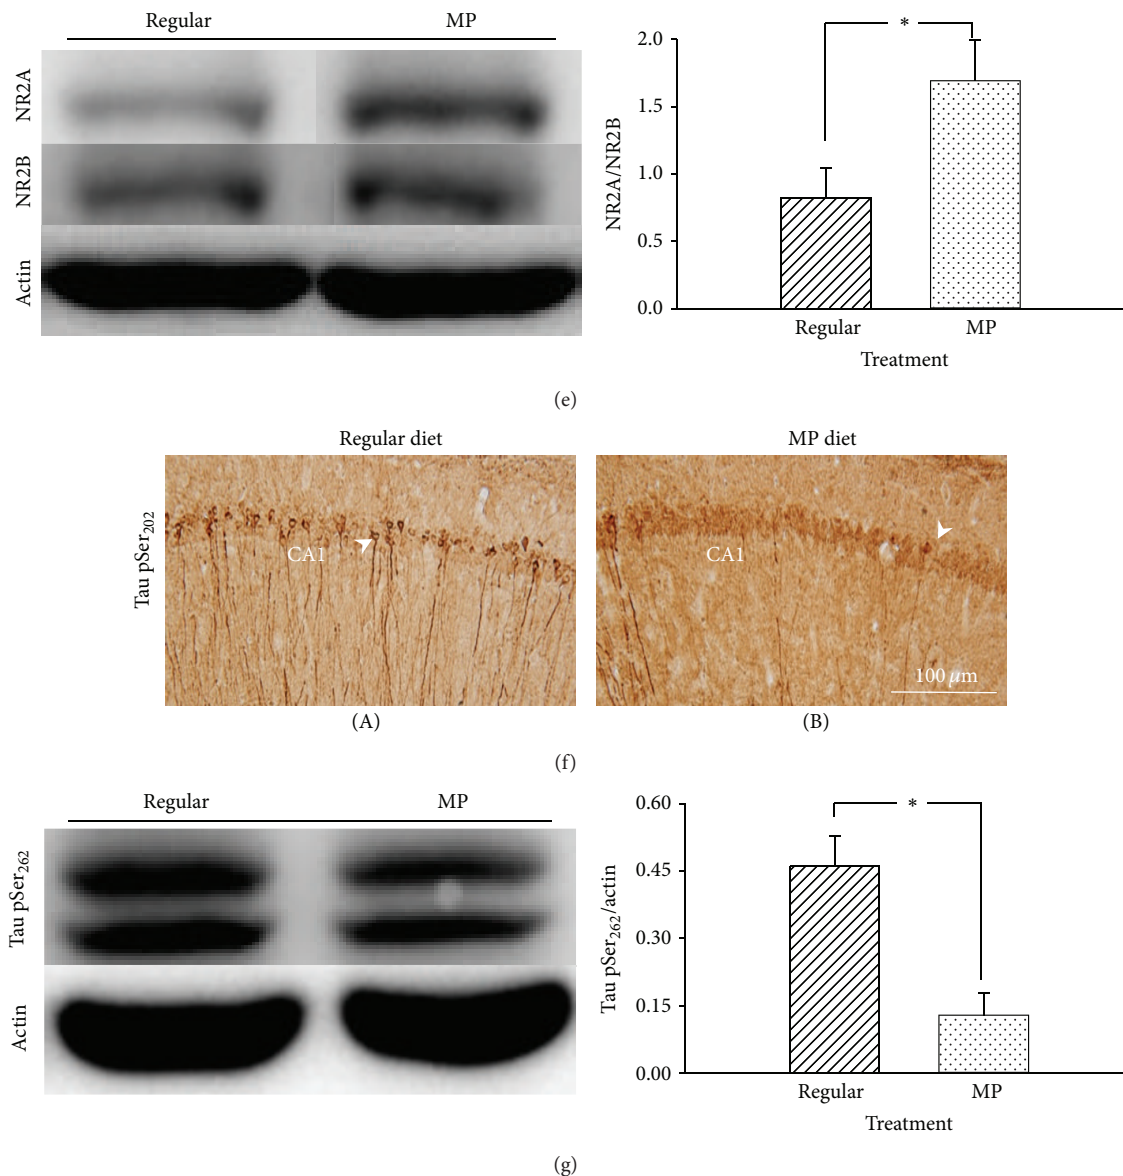 Regular MP
NR2A
NR2B
Actin
*
2.0
1.5
1.0
0.5
0.0
NR2A/NR2B
Regular MP
Treatment
(e)
Regular diet MP diet
Tau pSer202
CA1
CA1
100 μm
(A) (B)
(f)
Regular MP
Tau pSer262
Actin
*
0.60
0.45
0.30
0.15
0.00
Tau pSer262/actin
Regular MP
Treatment
(g)